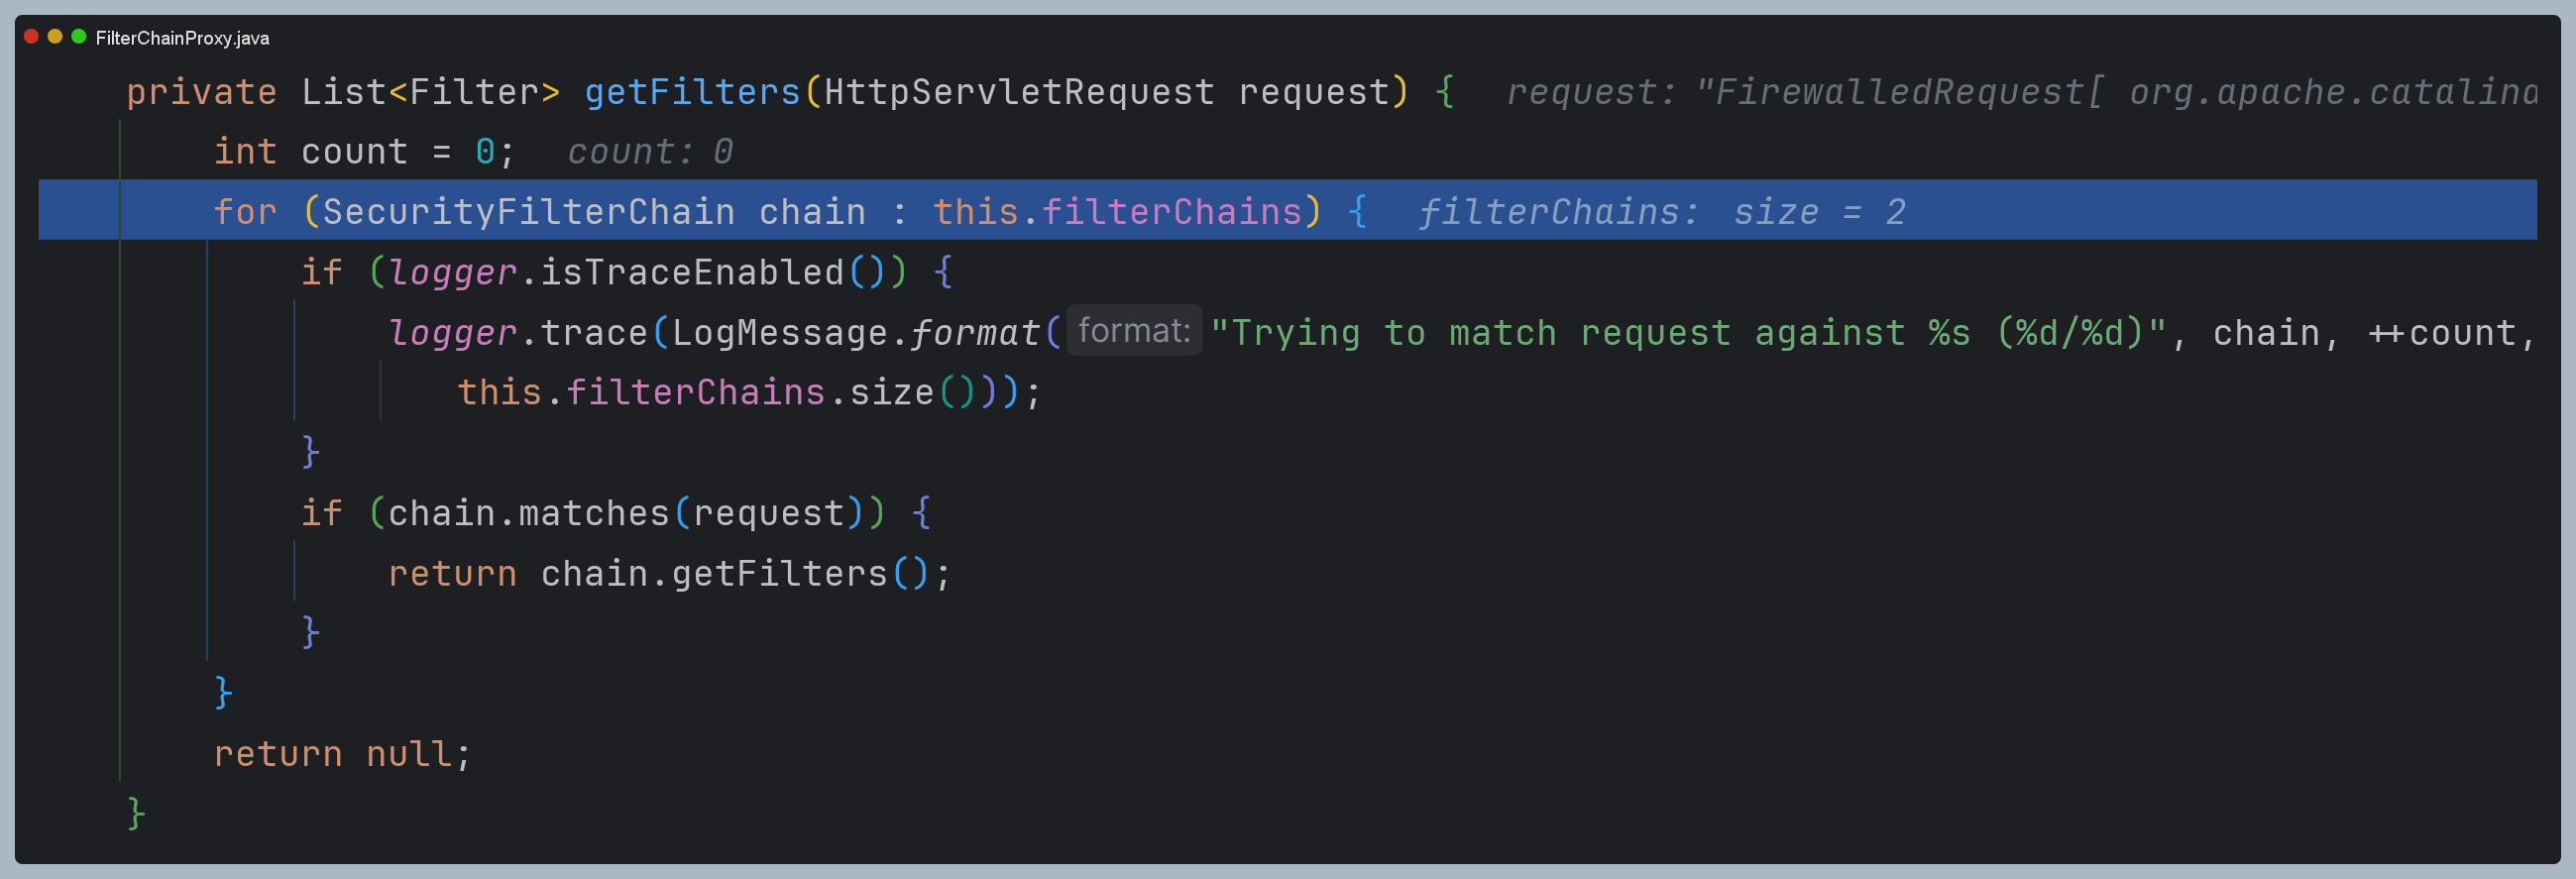 FilterChainProxy.java
private List<Filter> getFilters(HttpServletRequest request) {  request: "FirewalledRequest[ org.apache.catalina
int count = 0;  count: 0
for (SecurityFilterChain chain : this.filterChains) {  filterChains:  size = 2
if (logger.isTraceEnabled()) {
logger.trace(LogMessage.format( format: "Trying to match request against %s (%d/%d)", chain, ++count,
this.filterChains.size()));
}
if (chain.matches(request)) {
return chain.getFilters();
}
}
return null;
}